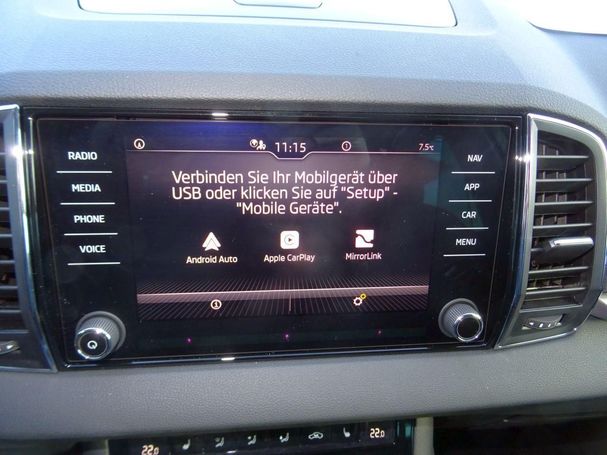 11:15
7.5°C
RADIO
MEDIA
PHONE
VOICE
Verbinden Sie Ihr Mobilgerät über
USB oder klicken Sie auf "Setup" -
"Mobile Geräte".
Android Auto
Apple CarPlay
MirrorLink
NAV
APP
CAR
MENU
22.0
22.0